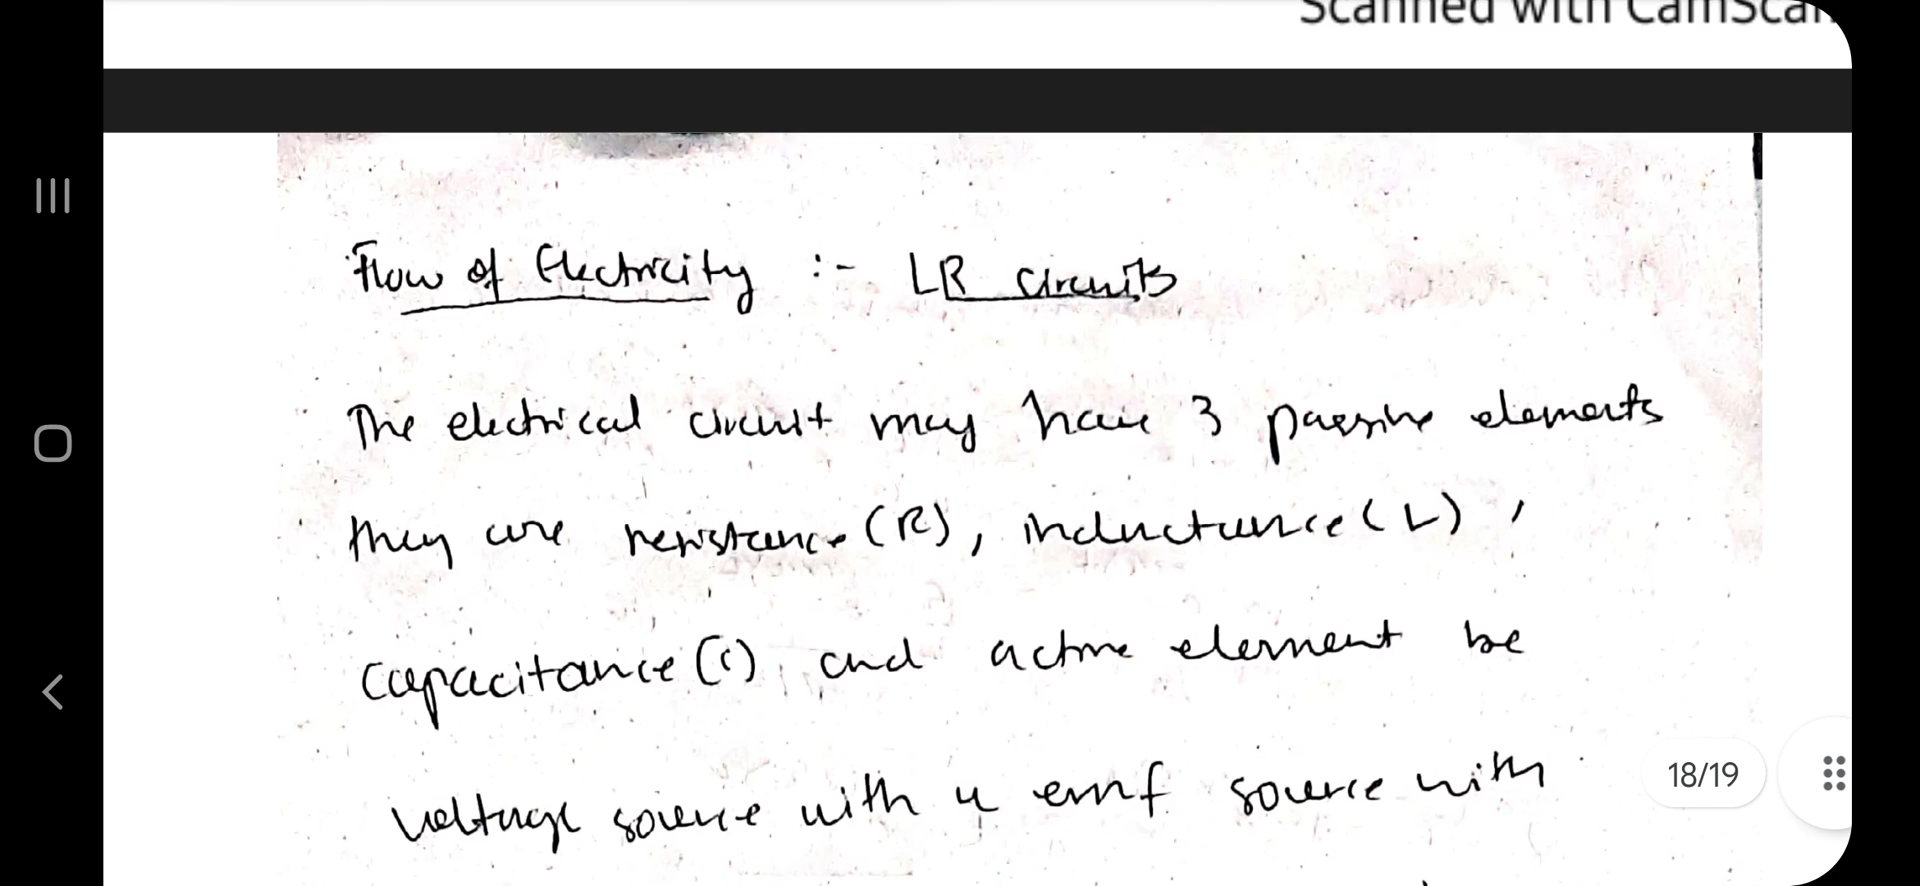 Scanned with CamScan
Flow of Electricity :- LR Circuits
The electrical circuit may have 3 passive elements
they are resistance (R), inductance (L) ,
capacitance (C) and active element be
voltage source with a emf source with
18/19